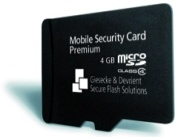 Mobile Security Card
Premium
4 GB micro SD
CLASS 4
Giesecke & Devrient
Secure Flash Solutions